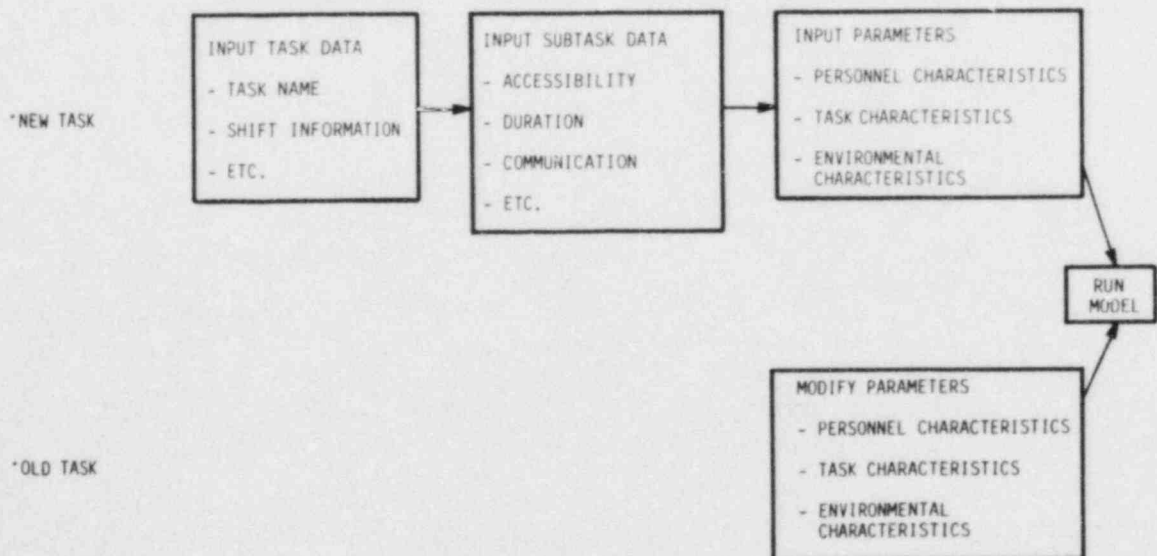 INPUT TASK DATA
- TASK NAME
- SHIFT INFORMATION
- ETC.
INPUT SUBTASK DATA
- ACCESSIBILITY
- DURATION
- COMMUNICATION
- ETC.
INPUT PARAMETERS
- PERSONNEL CHARACTERISTICS
- TASK CHARACTERISTICS
- ENVIRONMENTAL
CHARACTERISTICS
*NEW TASK
RUN
MODEL
*OLD TASK
MODIFY PARAMETERS
- PERSONNEL CHARACTERISTICS
- TASK CHARACTERISTICS
- ENVIRONMENTAL
CHARACTERISTICS